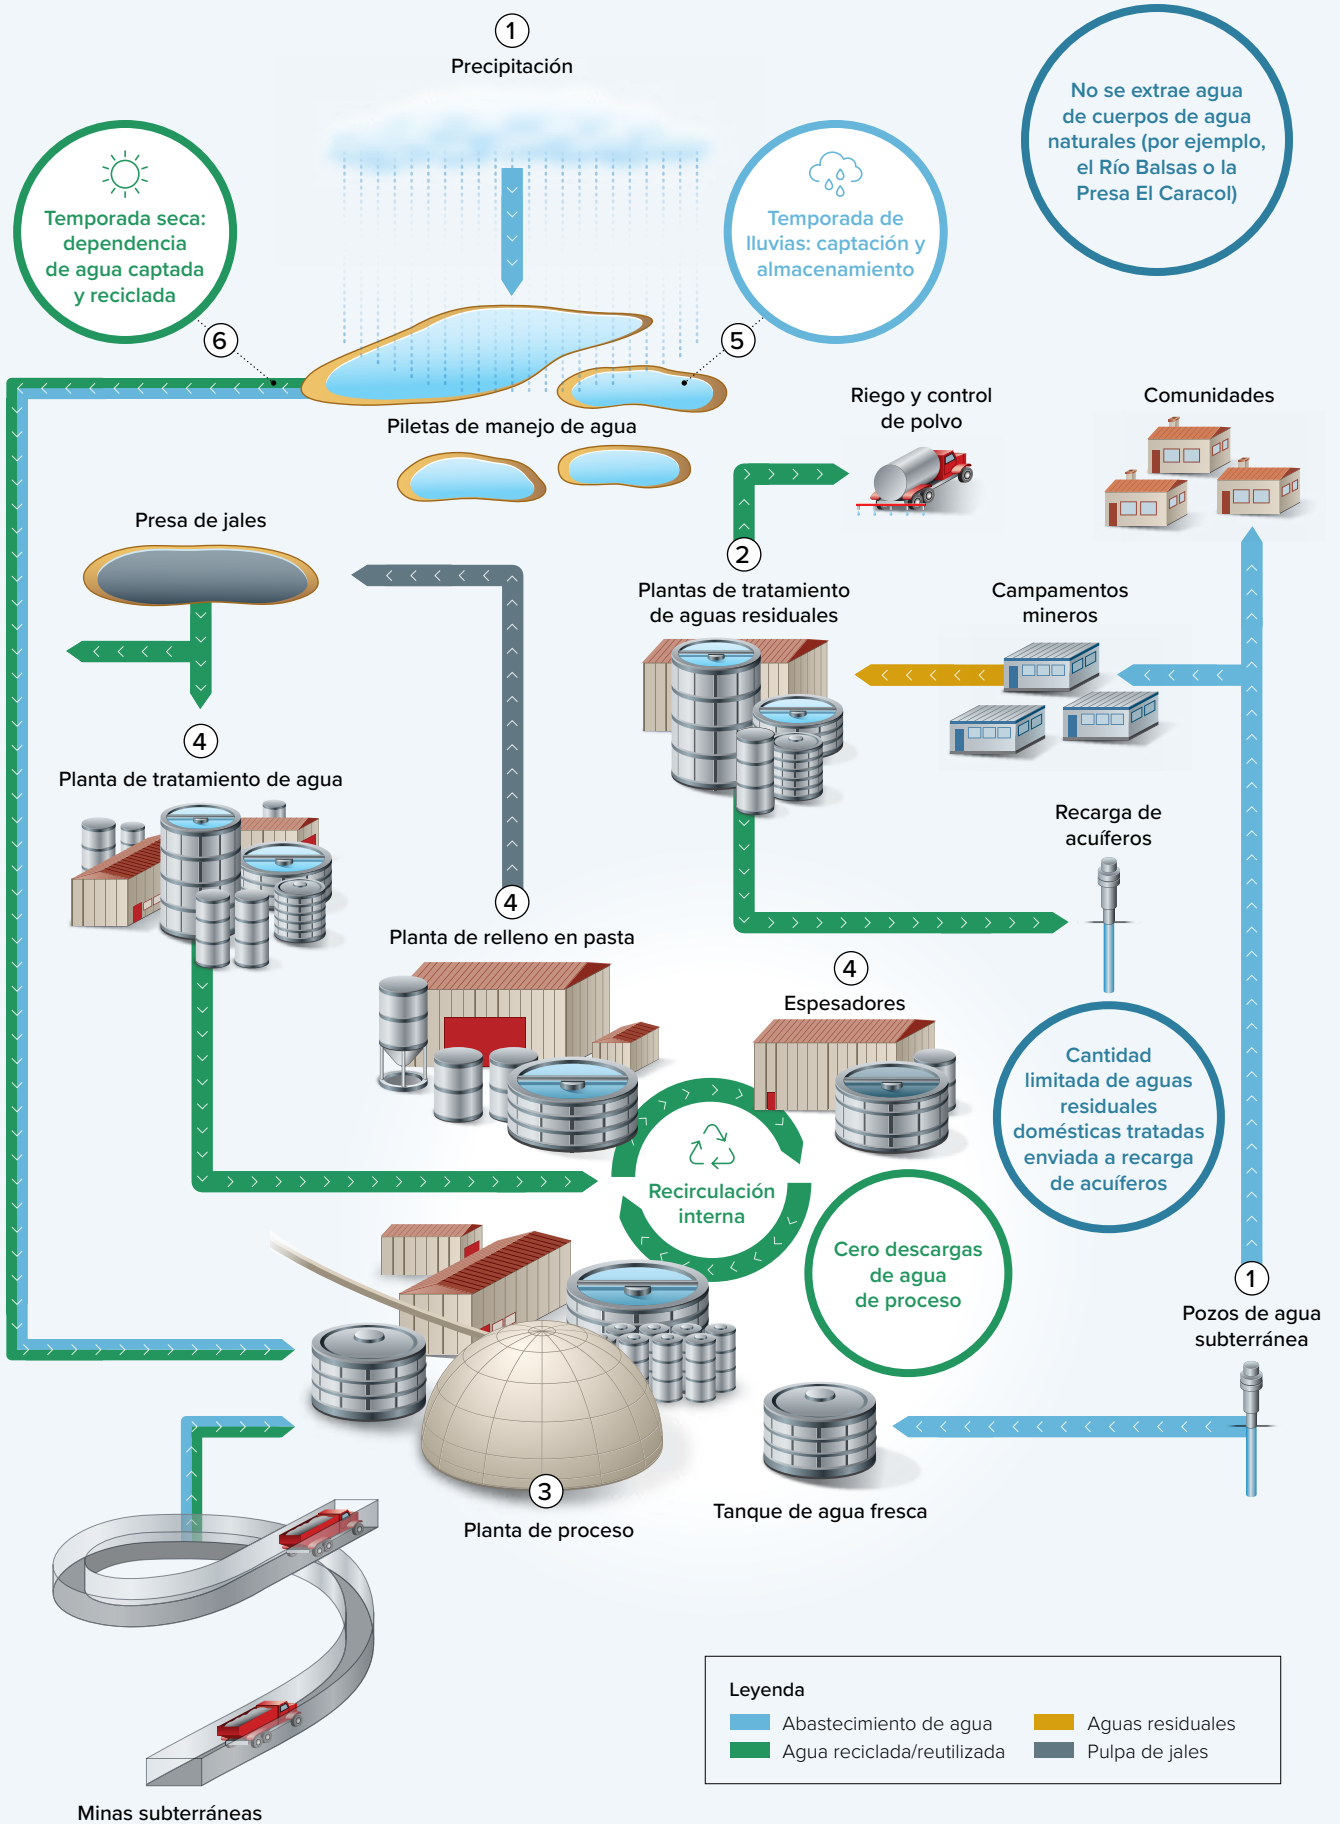 1
Precipitación
No se extrae agua
de cuerpos de agua
naturales (por ejemplo,
el Río Balsas o la
Presa El Caracol)
Temporada seca:
dependencia
de agua captada
y reciclada
Temporada de
lluvias: captación y
almacenamiento
6
5
Piletas de manejo de agua
Riego y control
de polvo
Comunidades
Presa de jales
2
Plantas de tratamiento
de aguas residuales
Campamentos
mineros
4
Planta de tratamiento de agua
Recarga de
acuíferos
4
Planta de relleno en pasta
4
Espesadores
Cantidad
limitada de aguas
residuales
domésticas tratadas
enviada a recarga
de acuíferos
Recirculación
interna
Cero descargas
de agua
de proceso
1
Pozos de agua
subterránea
3
Planta de proceso
Tanque de agua fresca
Minas subterráneas
Leyenda
Abastecimiento de agua
Agua reciclada/reutilizada
Aguas residuales
Pulpa de jales